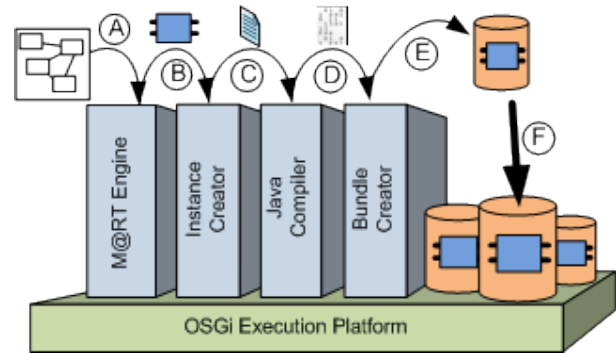 A
B
C
D
E
F
M@RT Engine
Instance
Creator
Java
Compiler
Bundle
Creator
OSGi Execution Platform